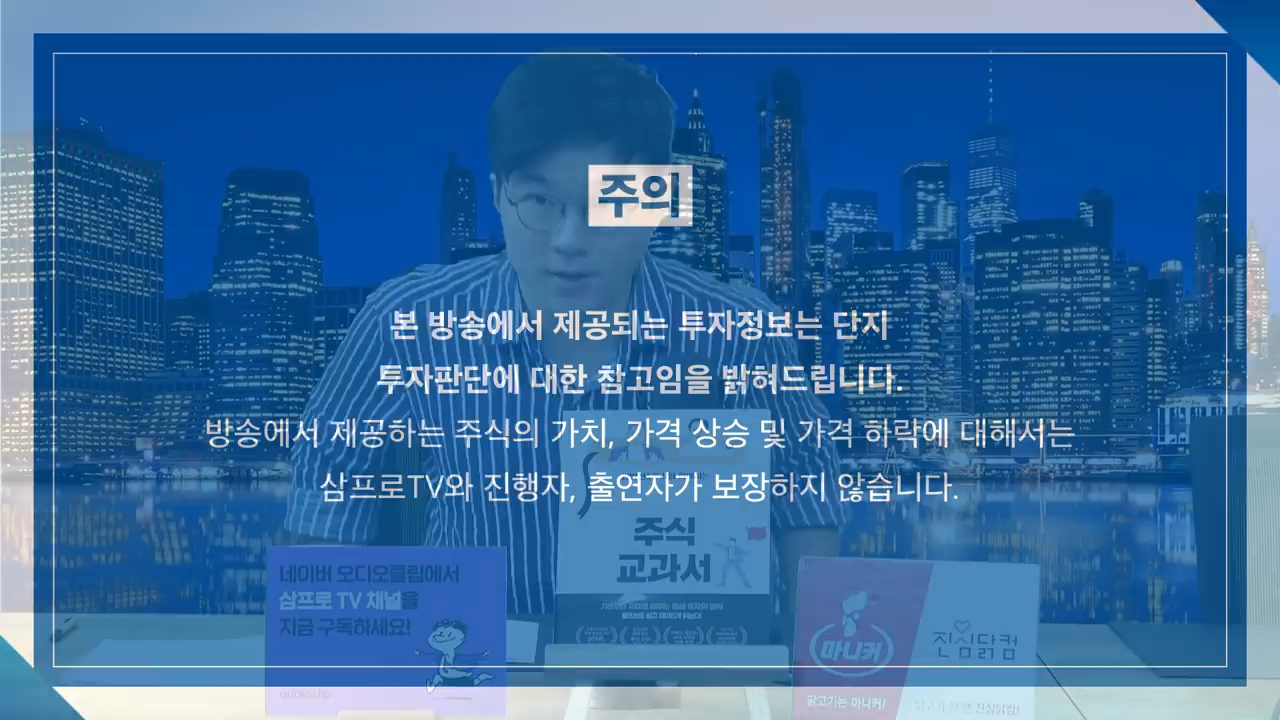 주의
본 방송에서 제공되는 투자정보는 단지
투자판단에 대한 참고임을 밝혀드립니다.
방송에서 제공하는 주식의 가치, 가격 상승 및 가격 하락에 대해서는
삼프로TV와 진행자, 출연자가 보장하지 않습니다.
주식
교과서
네이버 오디오클립에서
삼프로 TV 채널을
지금 구독하세요!
audioclip
마니커
닭고기는 마니커!
진심닭컴